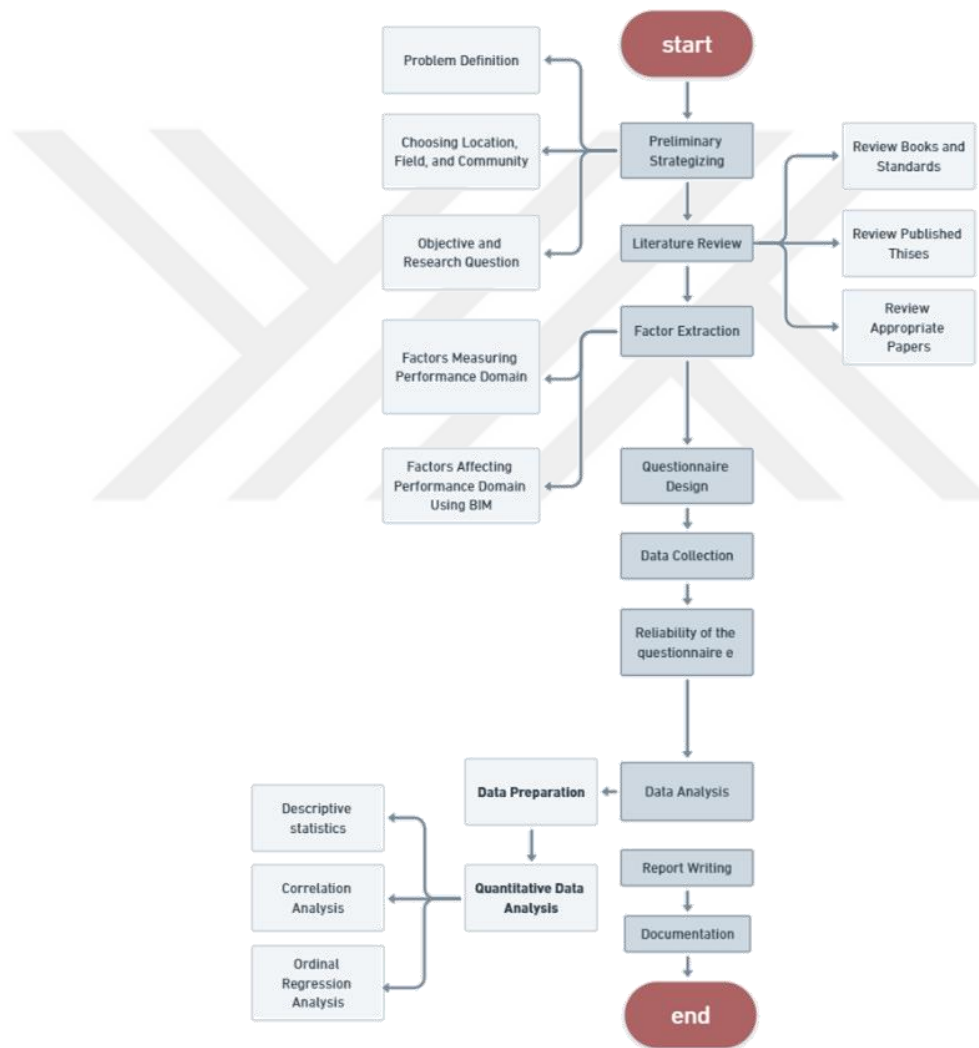 start
Problem Definition
Preliminary
Strategizing
Choosing Location,
Field, and Community
Review Books and
Standards
Objective and
Research Question
Literature Review
Review Published
Thises
Factor Extraction
Review
Appropriate
Papers
Factors Measuring
Performance Domain
Factors Affecting
Performance Domain
Using BIM
Questionnaire
Design
Data Collection
Reliability of the
questionnaire e
Data Analysis
Data Preparation
Descriptive
statistics
Quantitative Data
Analysis
Correlation
Analysis
Ordinal
Regression
Analysis
Report Writing
Documentation
end